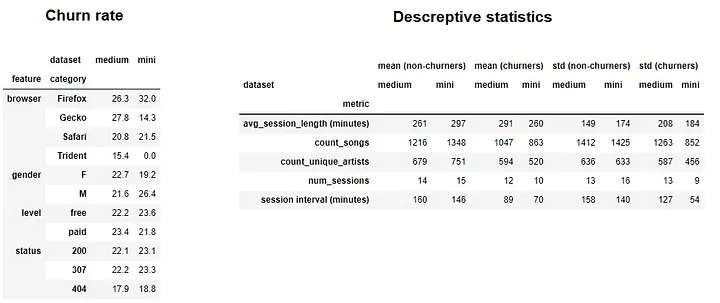 Churn rate
dataset medium mini
feature category
browser Firefox 26.3 32.0
Gecko 27.8 14.3
Safari 20.8 21.5
Trident 15.4 0.0
gender F 22.7 19.2
M 21.6 26.4
level free 22.2 23.6
paid 23.4 21.8
status 200 22.1 23.1
307 22.2 23.3
404 17.9 18.8
Descreptive statistics
mean (non-churners) mean (churners) std (non-churners) std (churners)
dataset medium mini medium mini medium mini medium mini
metric
avg_session_length (minutes) 261 297 291 260 149 174 208 184
count_songs 1216 1348 1047 863 1412 1425 1263 852
count_unique_artists 679 751 594 520 636 633 587 456
num_sessions 14 15 12 10 13 16 13 9
session interval (minutes) 160 146 89 70 158 140 127 54